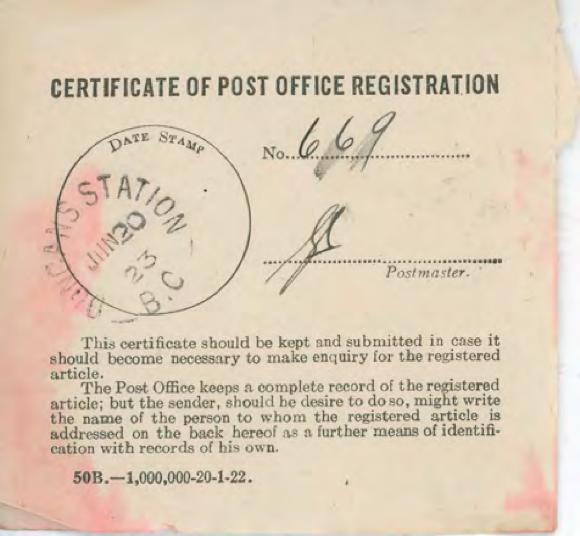 CERTIFICATE OF POST OFFICE REGISTRATION
DATE STAMP
No. 669
DUNCANS STATION
JUN 20
23
B.C
Postmaster.
This certificate should be kept and submitted in case it
should become necessary to make enquiry for the registered
article.
The Post Office keeps a complete record of the registered
article; but the sender, should he desire to do so, might write
the name of the person to whom the registered article is
addressed on the back hereof as a further means of identifi-
cation with records of his own.
50B.—1,000,000-20-1-22.